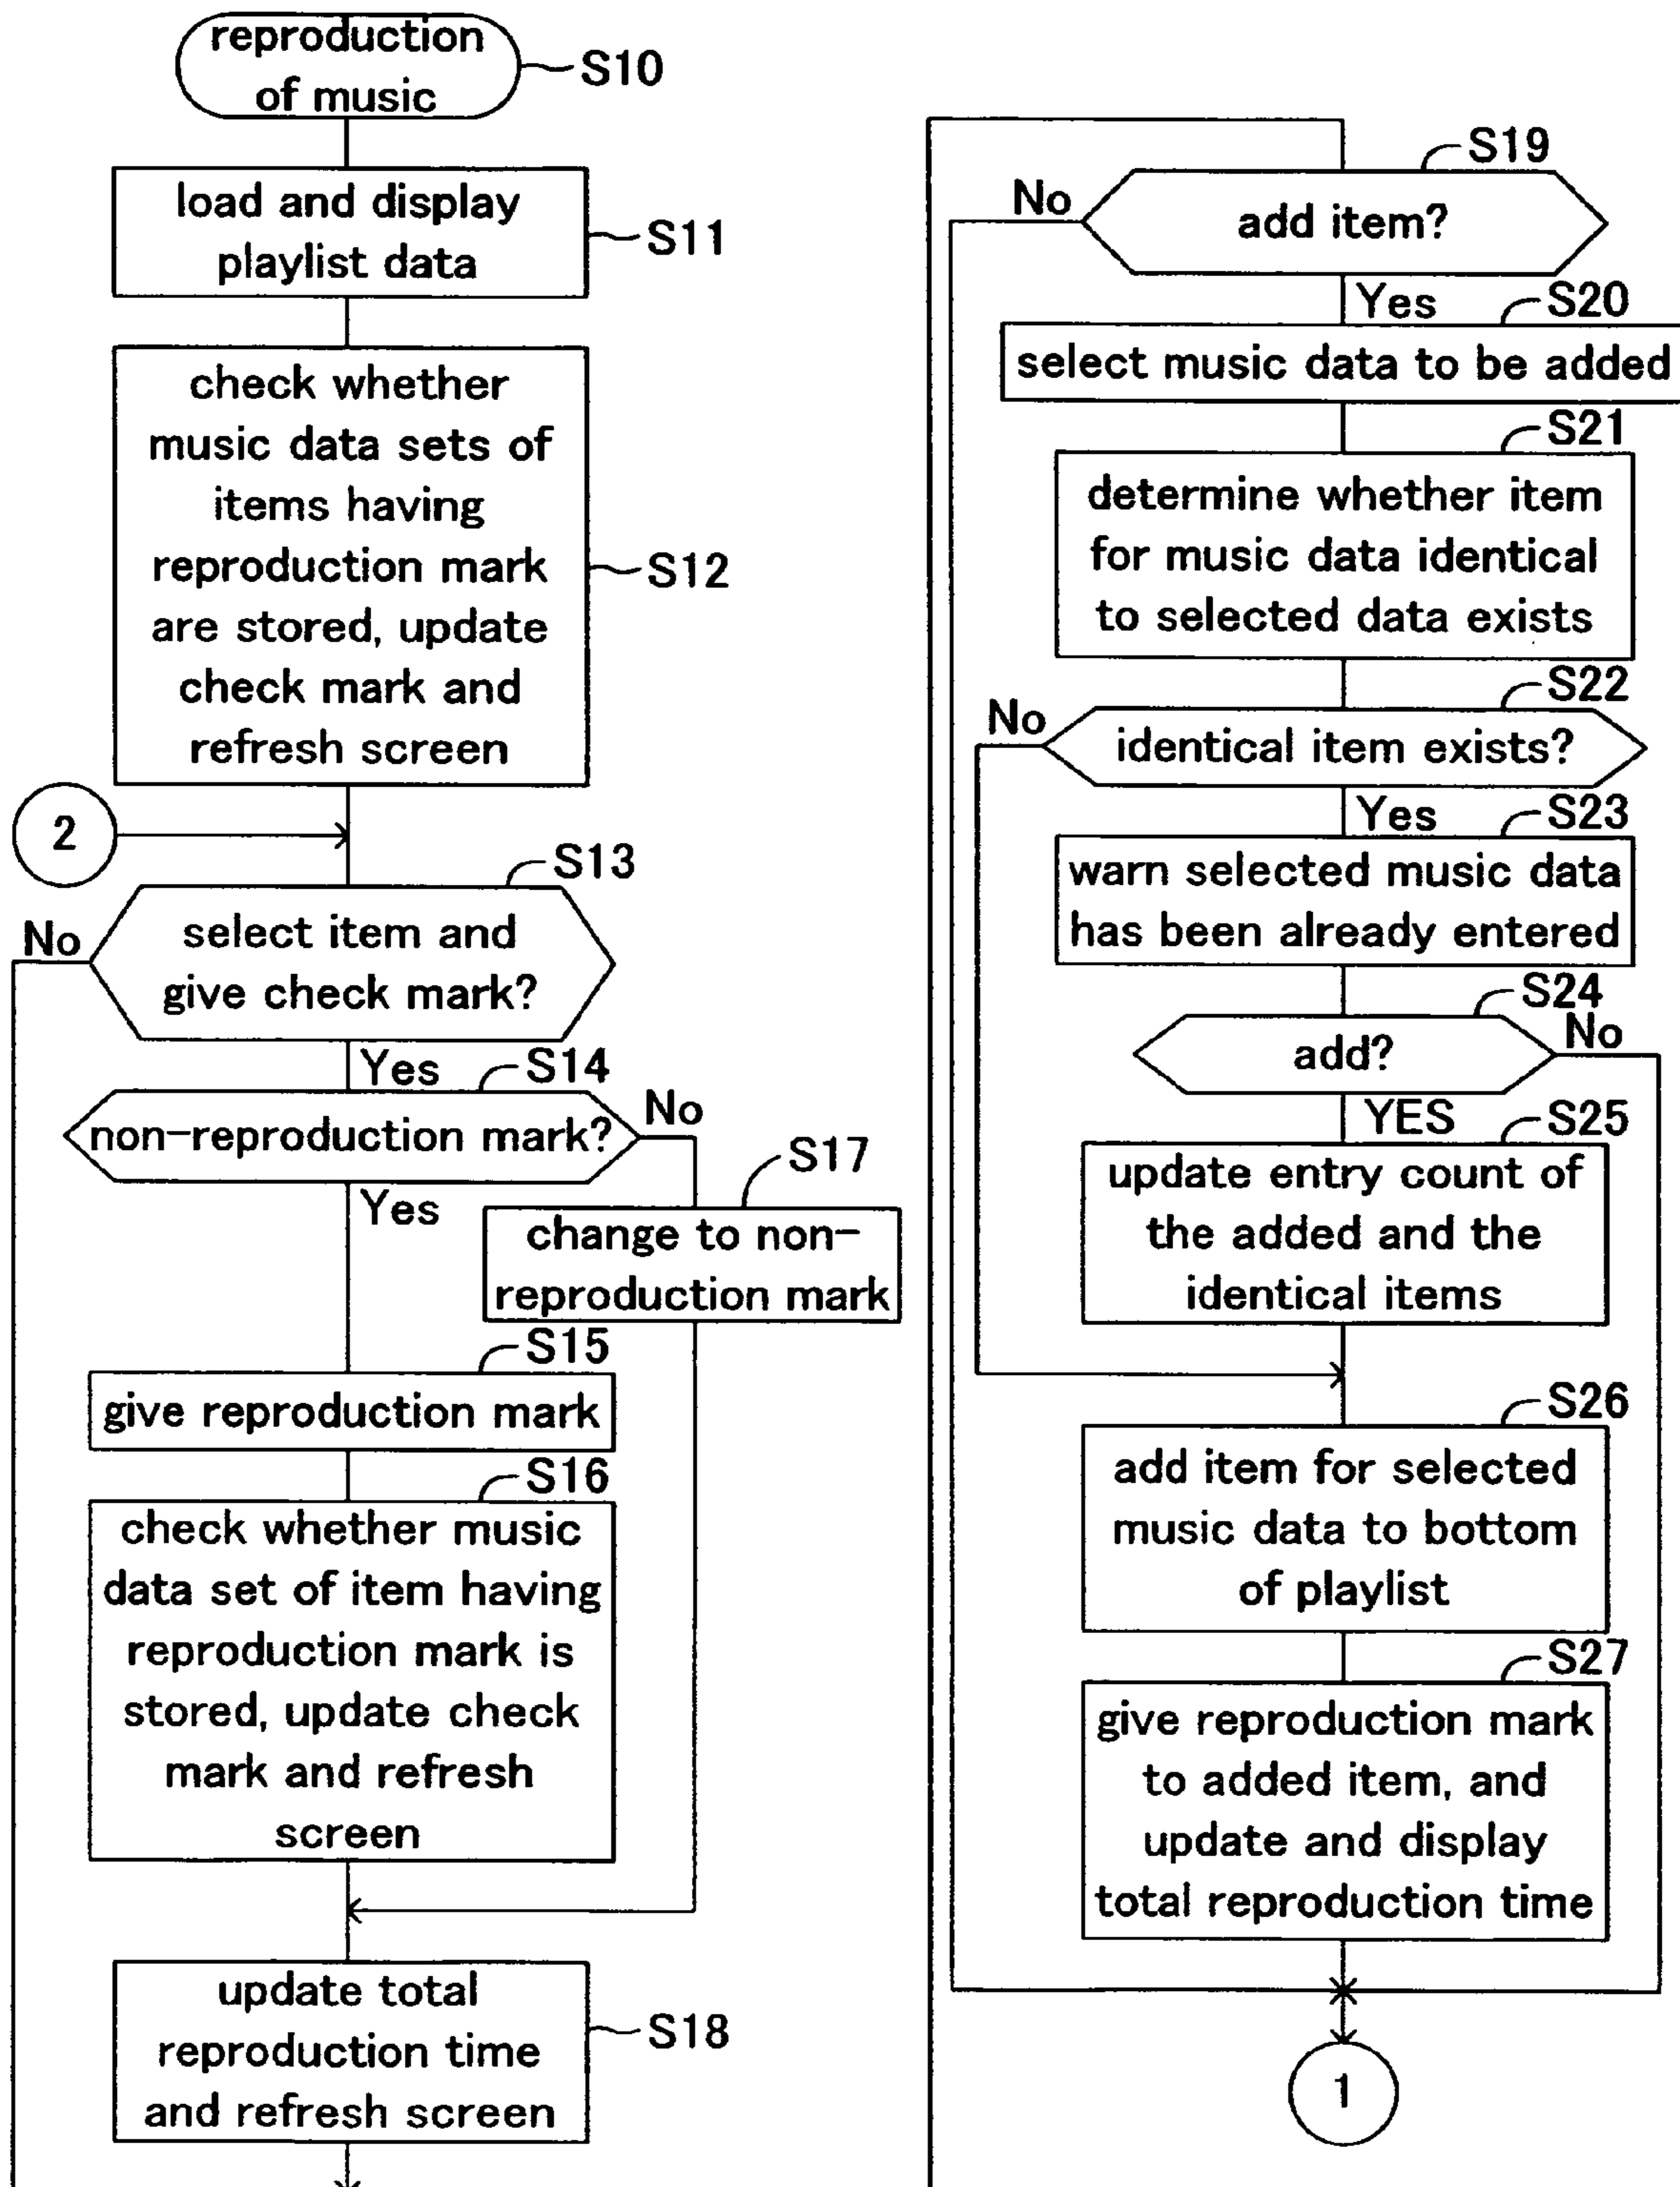 reproduction
of music
S10
load and display
playlist data
S11
check whether
music data sets of
items having
reproduction mark
are stored, update
check mark and
refresh screen
S12
2
S13
select item and
give check mark?
No
Yes
S14
non-reproduction mark?
No
Yes
S17
change to non-
reproduction mark
S15
give reproduction mark
S16
check whether music
data set of item having
reproduction mark is
stored, update check
mark and refresh
screen
update total
reproduction time
and refresh screen
S18
S19
add item?
No
Yes
S20
select music data to be added
S21
determine whether item
for music data identical
to selected data exists
S22
identical item exists?
No
Yes
S23
warn selected music data
has been already entered
S24
add?
No
YES
S25
update entry count of
the added and the
identical items
S26
add item for selected
music data to bottom
of playlist
S27
give reproduction mark
to added item, and
update and display
total reproduction time
1